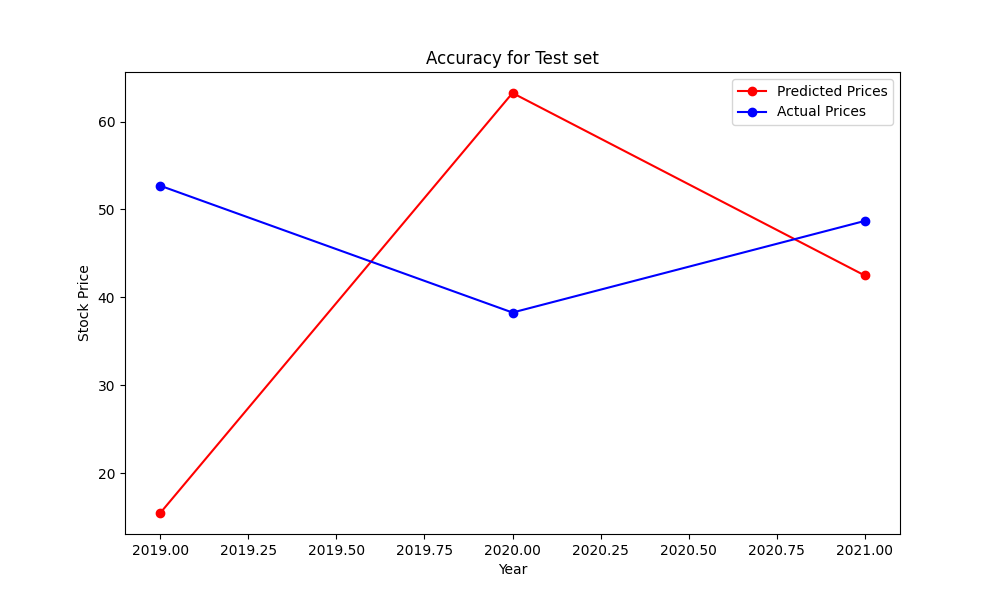 Accuracy for Test set
Predicted Prices
Actual Prices
60
50
40
30
20
Stock Price
2019.00 2019.25 2019.50 2019.75 2020.00 2020.25 2020.50 2020.75 2021.00
Year